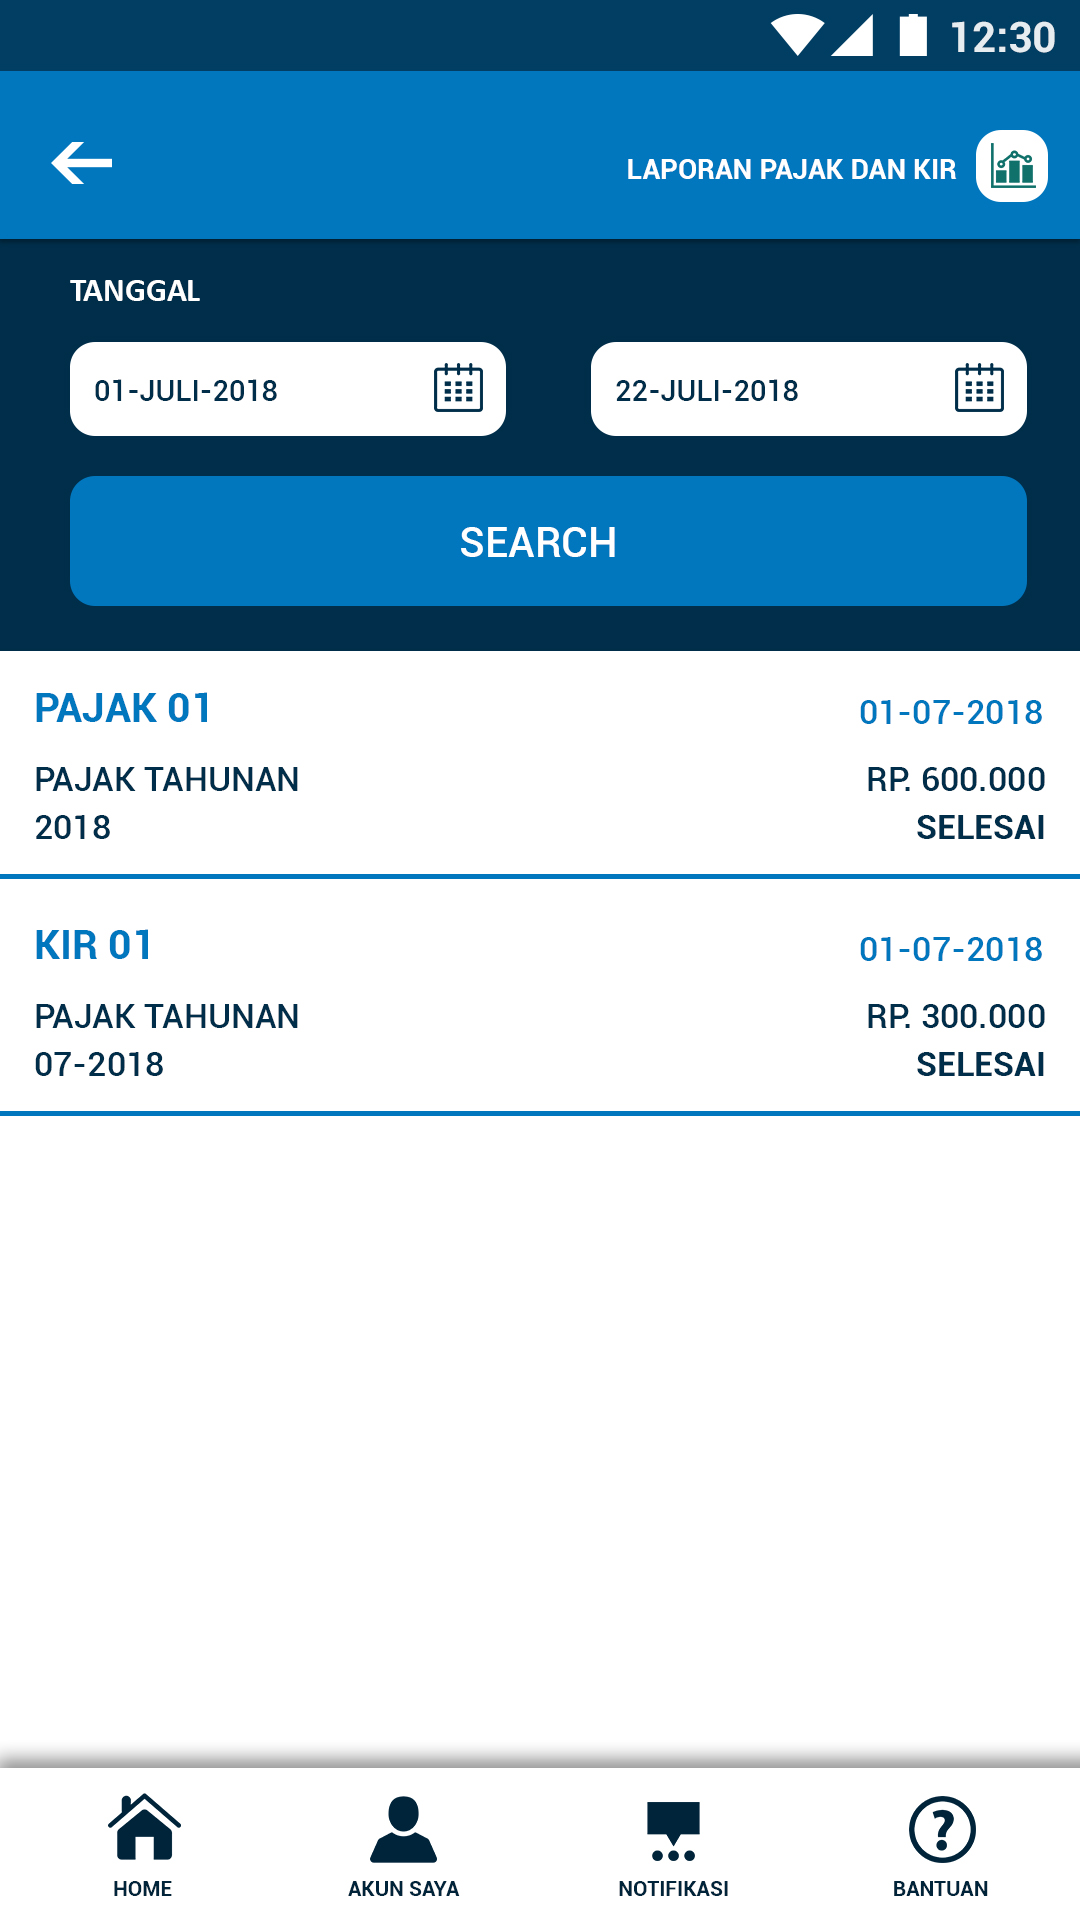 12:30
LAPORAN PAJAK DAN KIR
TANGGAL
01-JULI-2018
22-JULI-2018
SEARCH
PAJAK 01
01-07-2018
PAJAK TAHUNAN
RP. 600.000
2018
SELESAI
KIR 01
01-07-2018
PAJAK TAHUNAN
RP. 300.000
07-2018
SELESAI
HOME
AKUN SAYA
NOTIFIKASI
BANTUAN